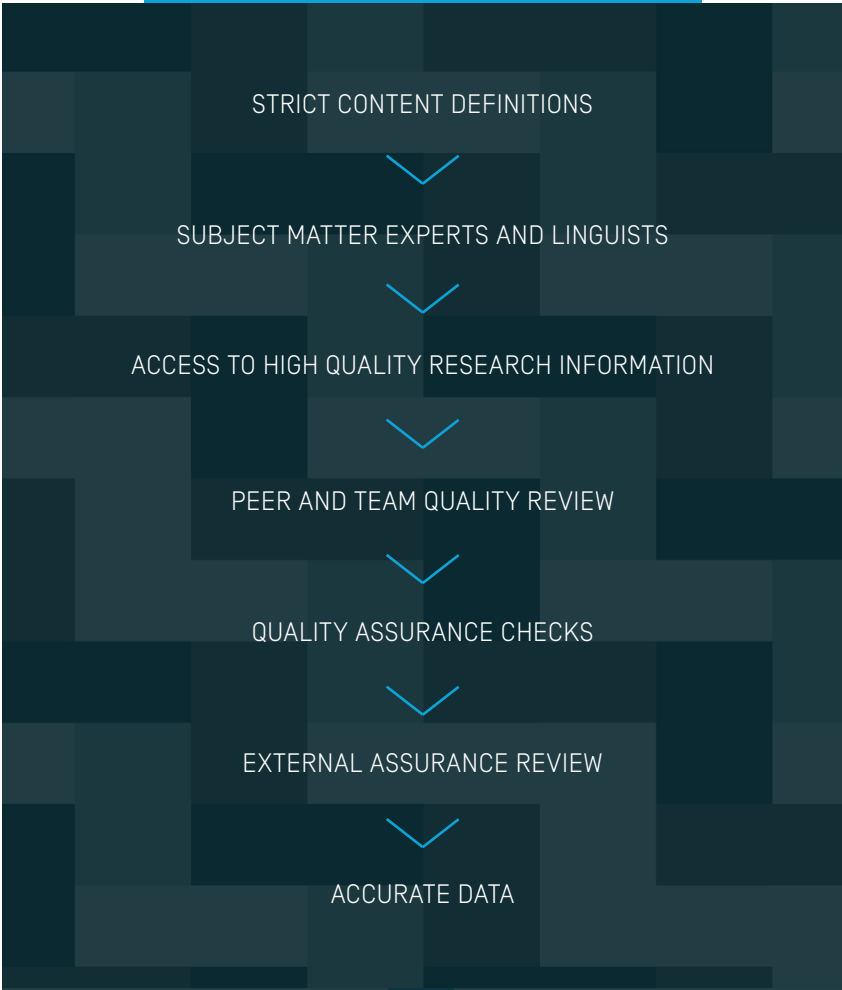 STRICT CONTENT DEFINITIONS
SUBJECT MATTER EXPERTS AND LINGUISTS
ACCESS TO HIGH QUALITY RESEARCH INFORMATION
PEER AND TEAM QUALITY REVIEW
QUALITY ASSURANCE CHECKS
EXTERNAL ASSURANCE REVIEW
ACCURATE DATA